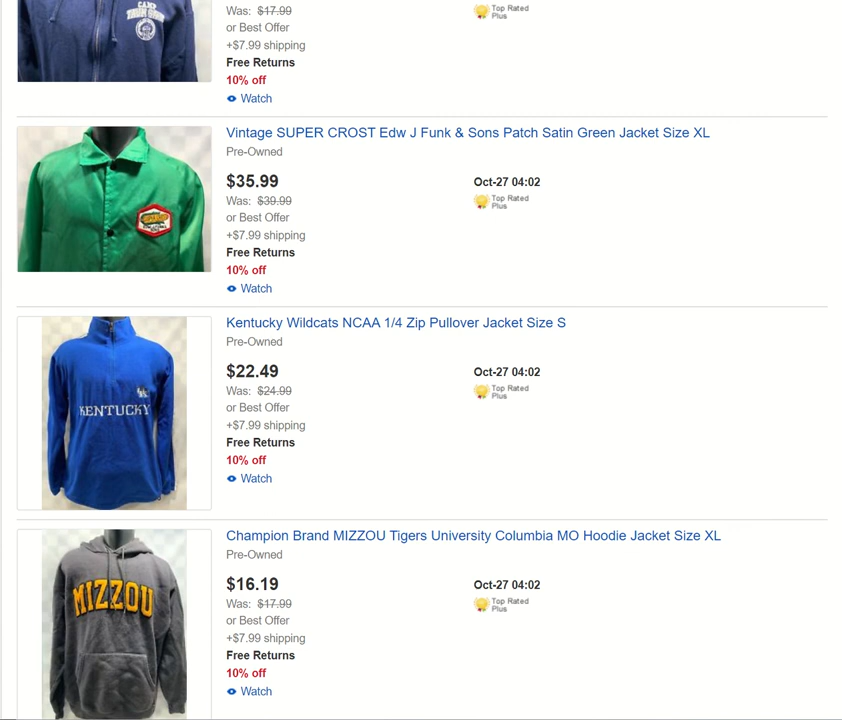 CAMP
Was: $17.99
or Best Offer
+$7.99 shipping
Free Returns
10% off
Watch
Top Rated
Plus
Vintage SUPER CROST Edw J Funk & Sons Patch Satin Green Jacket Size XL
Pre-Owned
$35.99
Was: $39.99
or Best Offer
+$7.99 shipping
Free Returns
10% off
Watch
Oct-27 04:02
Top Rated
Plus
Kentucky Wildcats NCAA 1/4 Zip Pullover Jacket Size S
Pre-Owned
$22.49
Was: $24.99
or Best Offer
+$7.99 shipping
Free Returns
10% off
Watch
Oct-27 04:02
Top Rated
Plus
UK
KENTUCKY
Champion Brand MIZZOU Tigers University Columbia MO Hoodie Jacket Size XL
Pre-Owned
$16.19
Was: $17.99
or Best Offer
+$7.99 shipping
Free Returns
10% off
Watch
Oct-27 04:02
Top Rated
Plus
MIZZOU